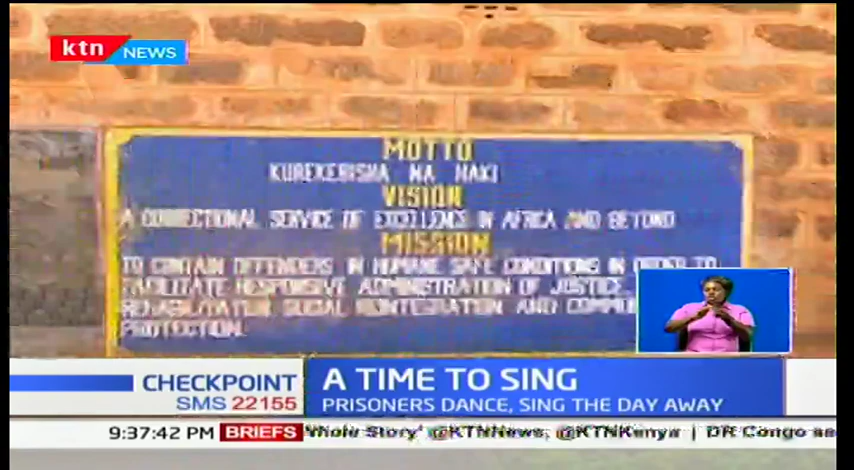 ktn NEWS
MOTTO
KUREKEBISHA NA HAKI
VISION
A CORRECTIONAL SERVICE OF EXCELLENCE IN AFRICA AND BEYOND
MISSION
TO CONTAIN OFFENDERS IN HUMANE SAFE CONDITIONS IN ORDER TO
FACILITATE RESPONSIVE ADMINISTRATION OF JUSTICE,
REHABILITATION SOCIAL REINTEGRATION AND
PROTECTION.
CHECKPOINT
SMS 22155
A TIME TO SING
PRISONERS DANCE, SING THE DAY AWAY
9:37:42 PM BRIEFS Whole Story' @KTNNews, @KTNKenya | DR Congo